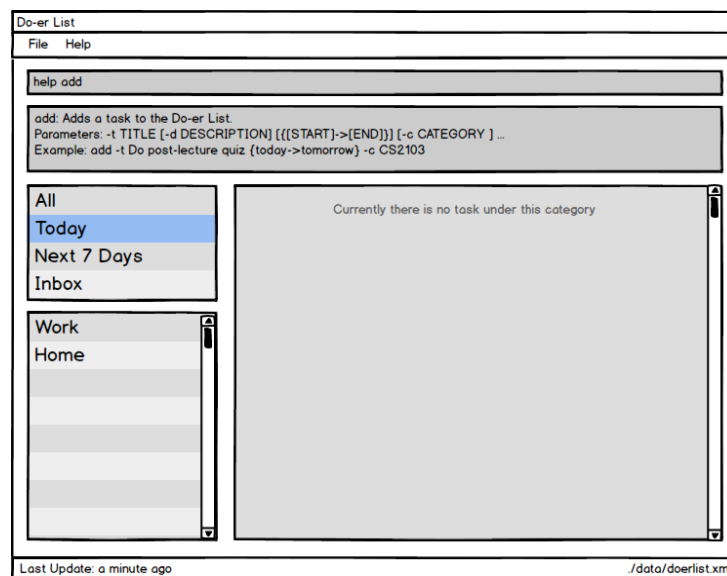 Do-er List
File Help
help add
add: Adds a task to the Do-er List.
Parameters: -t TITLE [-d DESCRIPTION] [{[START]->[END]}] [-c CATEGORY ] ...
Example: add -t Do post-lecture quiz {today->tomorrow} -c CS2103
All
Today
Next 7 Days
Inbox
Work
Home
Currently there is no task under this category
Last Update: a minute ago
./data/doerlist.xm